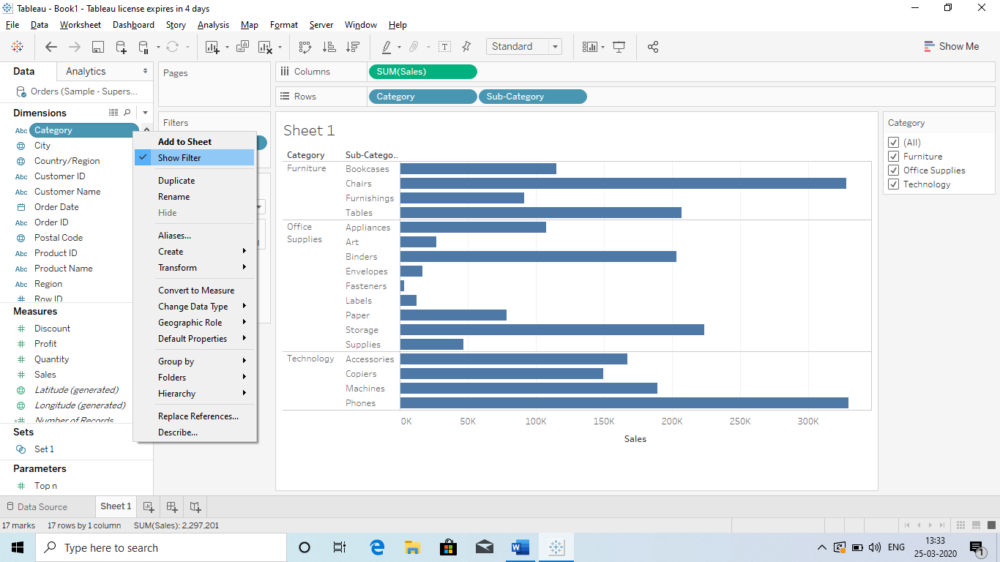 Tableau - Book1 - Tableau license expires in 4 days
File Data Worksheet Dashboard Story Analysis Map Format Server Window Help
Standard
Show Me
Data Analytics
Orders (Sample - Supers...
Dimensions
Abc Category
City
Country/Region
Abc Customer ID
Abc Customer Name
Order Date
Abc Order ID
Postal Code
Abc Product ID
Abc Product Name
Abc Region
Row ID
Measures
Discount
Profit
Quantity
Sales
Latitude (generated)
Longitude (generated)
Number of Records
Sets
Set 1
Parameters
Top n
Pages
Filters
Add to Sheet
Show Filter
Duplicate
Rename
Hide
Aliases...
Create
Transform
Convert to Measure
Change Data Type
Geographic Role
Default Properties
Group by
Folders
Hierarchy
Replace References...
Describe...
Columns SUM(Sales)
Rows Category Sub-Category
Sheet 1
Category Sub-Catego..
Furniture Bookcases
Chairs
Furnishings
Tables
Office Supplies Appliances
Art
Binders
Envelopes
Fasteners
Labels
Paper
Storage
Supplies
Technology Accessories
Copiers
Machines
Phones
0K 50K 100K 150K 200K 250K 300K
Sales
Category
(All)
Furniture
Office Supplies
Technology
Data Source Sheet 1
17 marks 17 rows by 1 column SUM(Sales): 2,297,201
Type here to search
ENG
13:33
25-03-2020
1